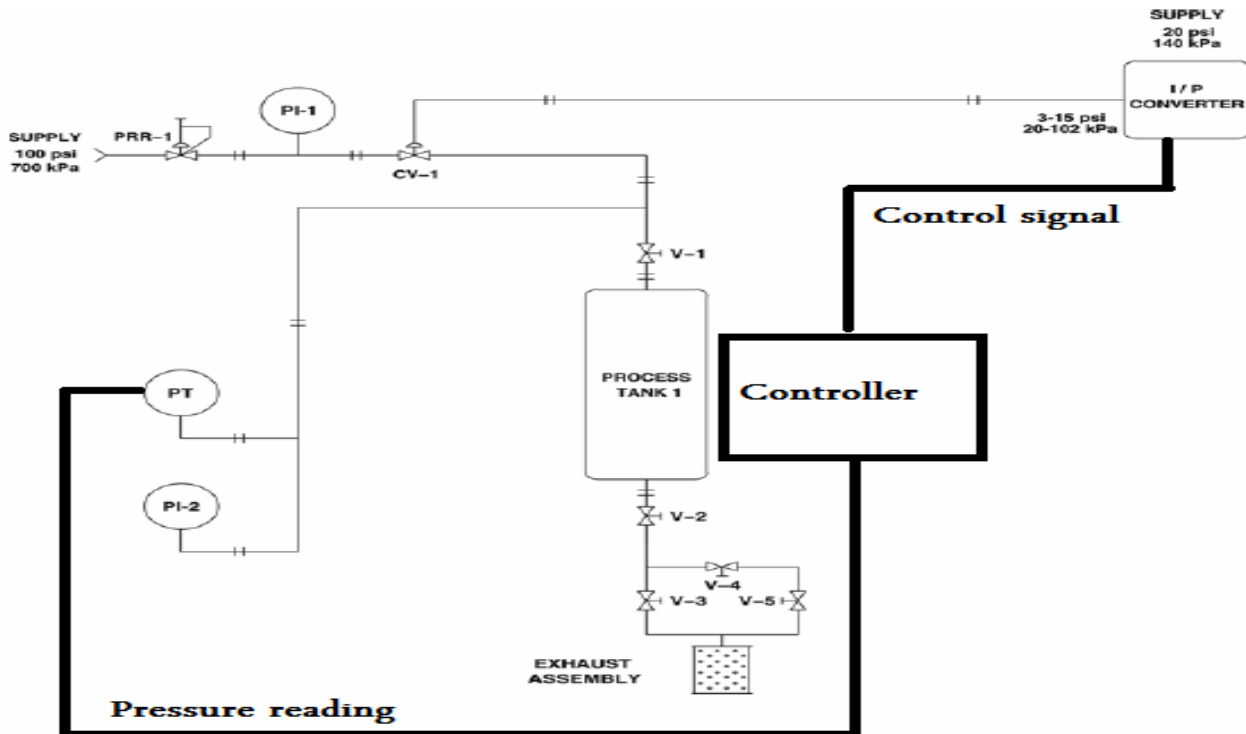 SUPPLY
20 psi
140 kPa
I / P
CONVERTER
3-15 psi
20-102 kPa
PI-1
PRR-1
SUPPLY
100 psi
700 kPa
CV-1
Control signal
V-1
PROCESS
TANK 1
Controller
PT
PI-2
V-2
V-4
V-3
V-5
EXHAUST
ASSEMBLY
Pressure reading